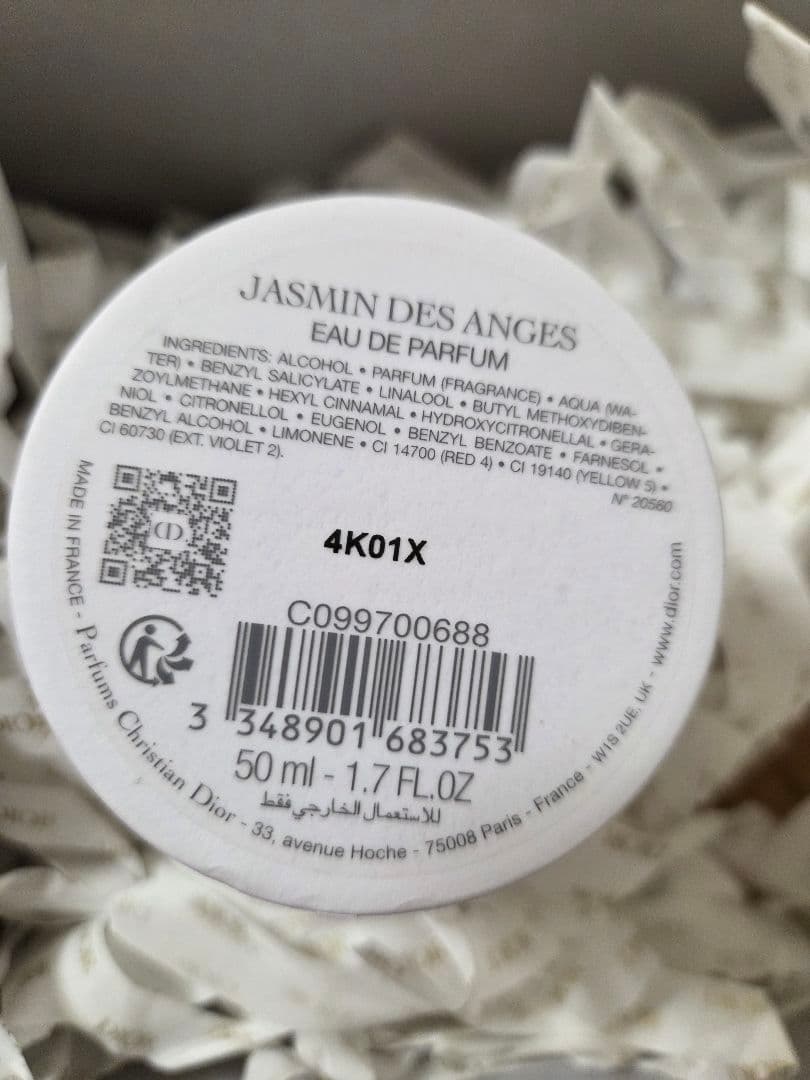 JASMIN DES ANGES
EAU DE PARFUM
INGREDIENTS: ALCOHOL • PARFUM (FRAGRANCE) • AQUA (WA-
TER) • BENZYL SALICYLATE • LINALOOL • BUTYL METHOXYDIBEN-
ZOYLMETHANE • HEXYL CINNAMAL • HYDROXYCITRONELLAL • GERA-
NIOL • CITRONELLOL • EUGENOL • BENZYL BENZOATE • FARNESOL •
BENZYL ALCOHOL • LIMONENE • CI 14700 (RED 4) • CI 19140 (YELLOW 5) •
CI 60730 (EXT. VIOLET 2).
N° 20560
CD
4K01X
C099700688
3 348901 683753
50 ml - 1.7 FL.OZ
للاستعمال الخارجي فقط
MADE IN FRANCE - Parfums Christian Dior - 33, avenue Hoche - 75008 Paris - France - W1S 2UE. UK - www.dior.com